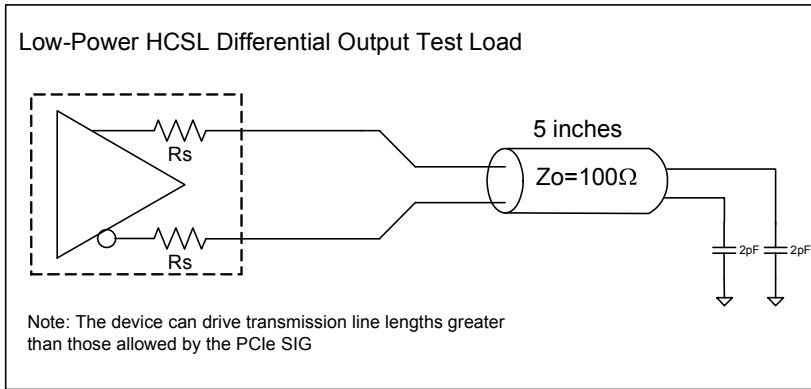 Low-Power HCSL Differential Output Test Load
5 inches
Rs
Zo=100Ω
Rs
2pF
2pF
Note: The device can drive transmission line lengths greater
than those allowed by the PCIe SIG